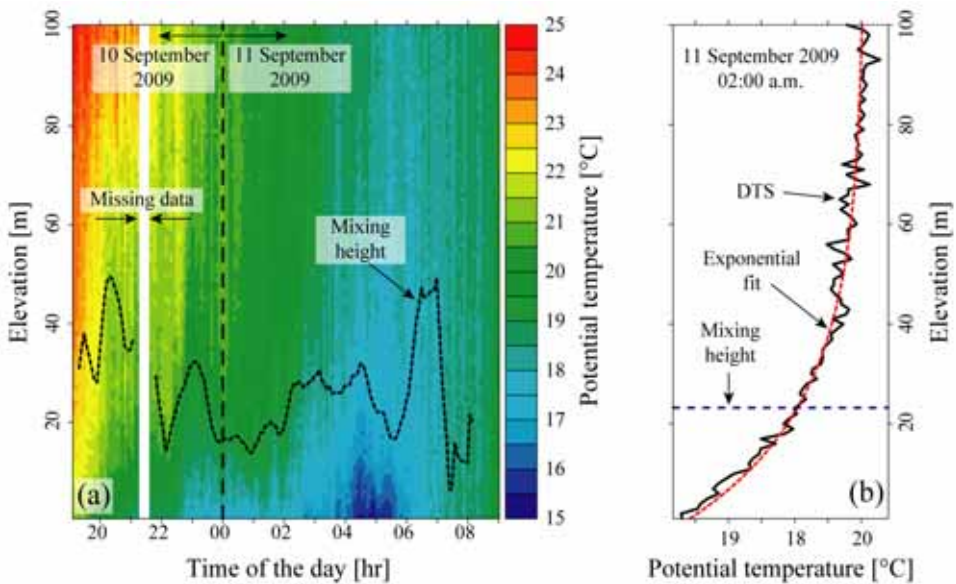 10 September
2009
11 September
2009
Missing data
Mixing
height
(a)
Elevation [m]
100
80
60
40
20
20
22
00
02
04
06
08
Time of the day [hr]
25
24
23
22
21
20
19
18
17
16
15
Potential temperature [°C]
11 September 2009
02:00 a.m.
DTS
Exponential
fit
Mixing
height
(b)
100
80
60
40
20
Elevation [m]
19
18
19
20
Potential temperature [°C]